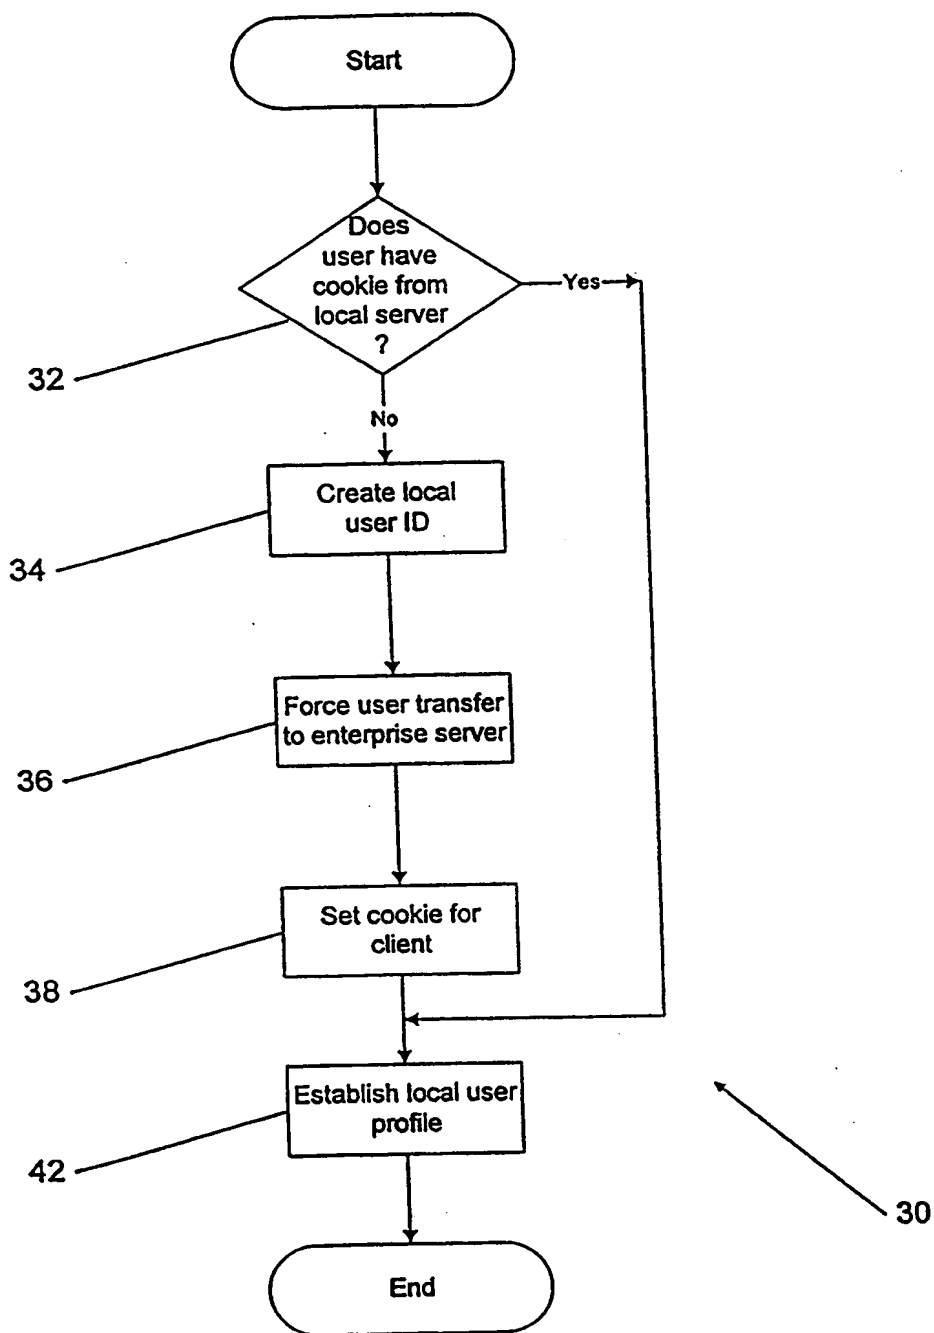 Start
Does
user have
cookie from
local server
?
Yes
32
No
Create local
user ID
34
Force user transfer
to enterprise server
36
Set cookie for
client
38
Establish local user
profile
42
30
End